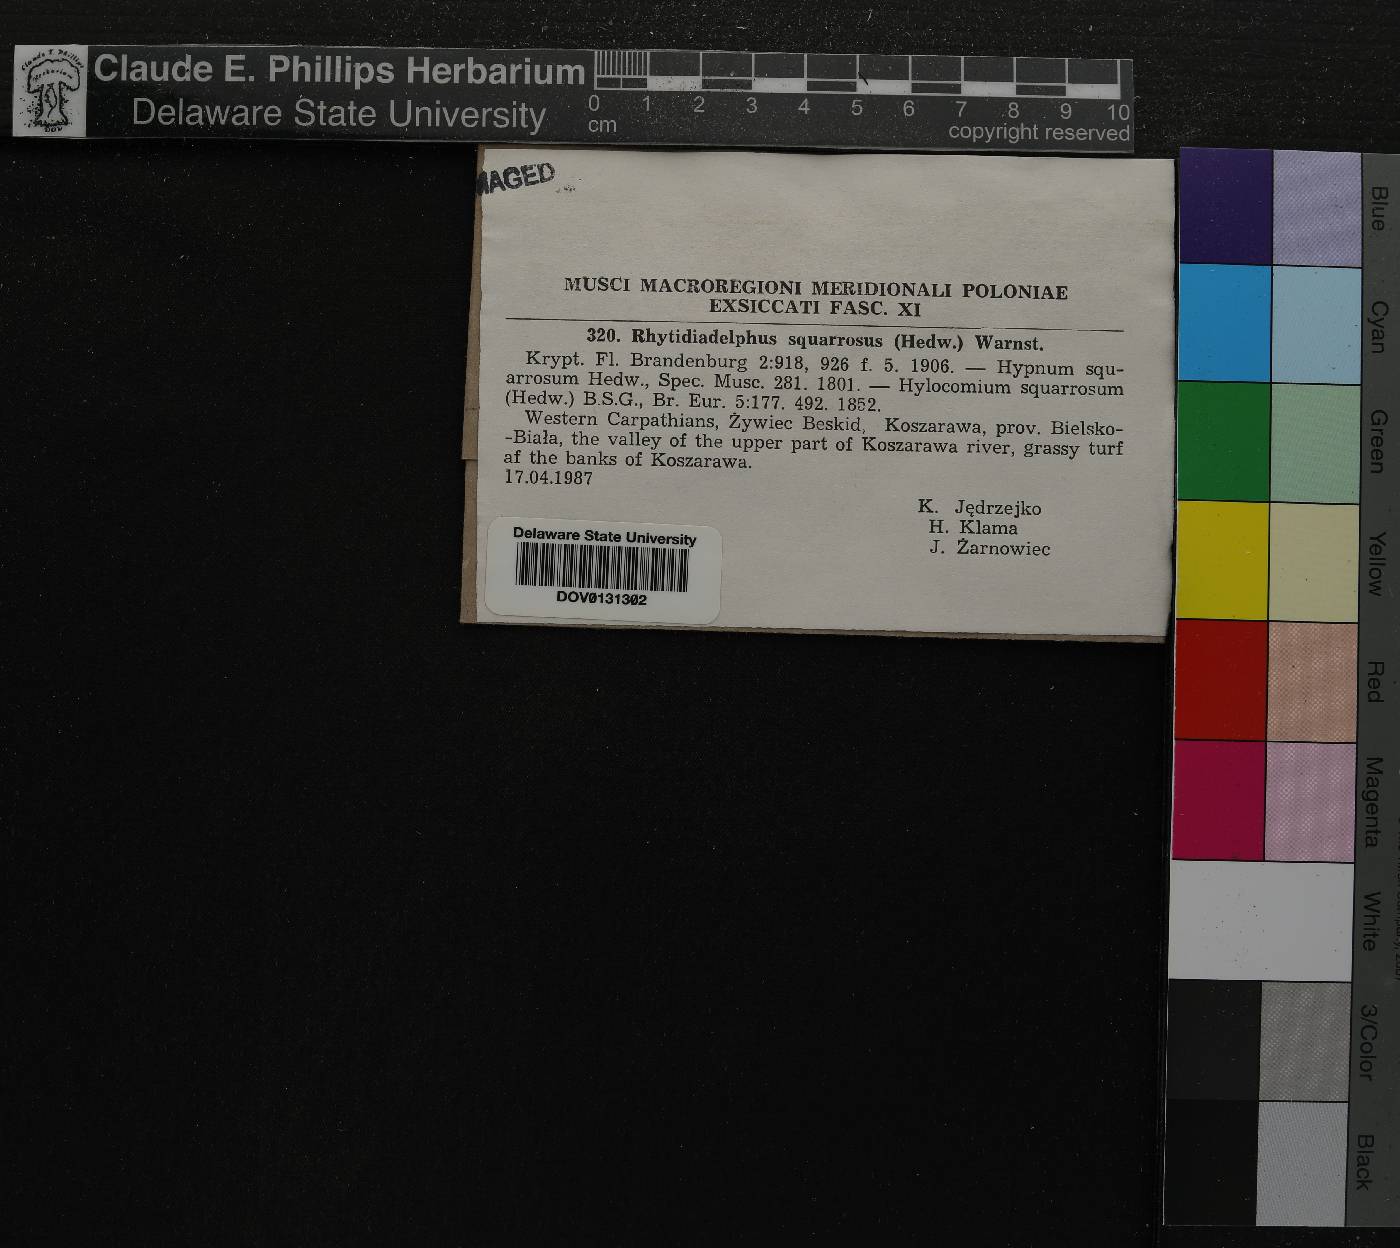 Claude E. Phillips Herbarium
Delaware State University
0 1 2 3 4 5 6 7 8 9 10
cm
copyright reserved
MAGED
MUSCI MACROREGIONI MERIDIONALI POLONIAE
EXSICCATI FASC. XI
320. Rhytidiadelphus squarrosus (Hedw.) Warnst.
Krypt. Fl. Brandenburg 2:918, 926 f. 5. 1906. — Hypnum squ-
arrosum Hedw., Spec. Musc. 281. 1801. — Hylocomium squarrosum
(Hedw.) B.S.G., Br. Eur. 5:177. 492. 1852.
Western Carpathians, Żywiec Beskid, Koszarawa, prov. Bielsko-
-Biała, the valley of the upper part of Koszarawa river, grassy turf
af the banks of Koszarawa.
17.04.1987
K. Jędrzejko
H. Klama
J. Żarnowiec
Delaware State University
DOV0131302
Blue
Cyan
Green
Yellow
Red
Magenta
White
3/Color
Black